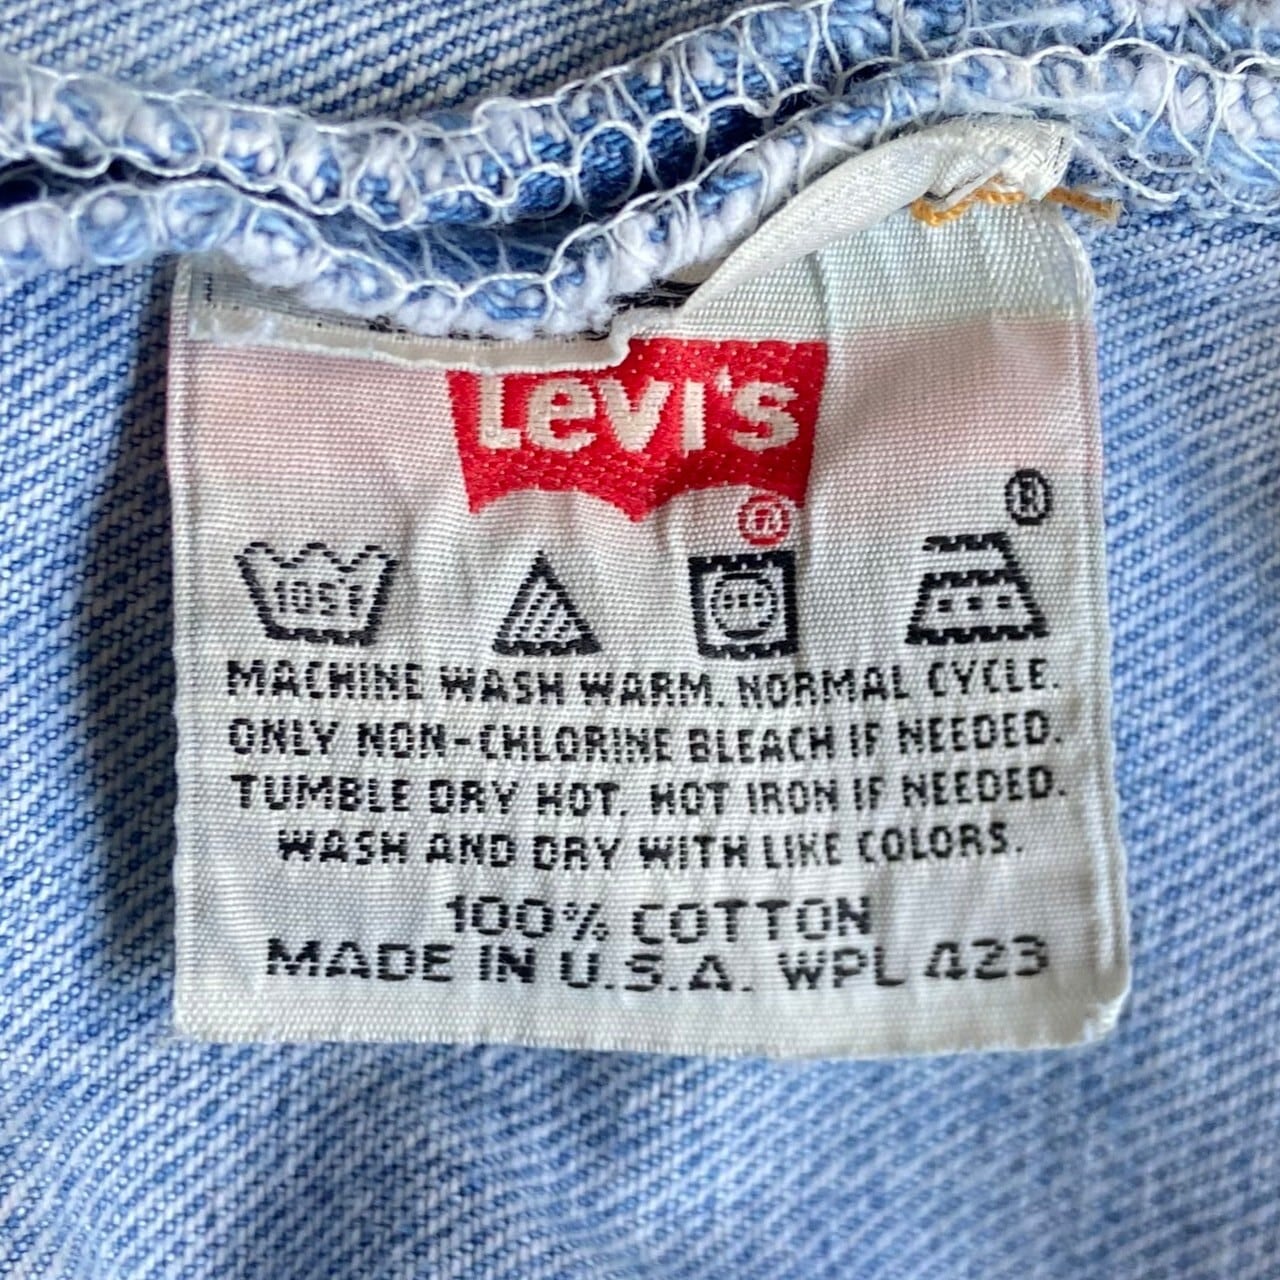 Levi's
®
®
105°F
MACHINE WASH WARM. NORMAL CYCLE.
ONLY NON-CHLORINE BLEACH IF NEEDED.
TUMBLE DRY HOT. HOT IRON IF NEEDED.
WASH AND DRY WITH LIKE COLORS.
100% COTTON
MADE IN U.S.A. WPL 423